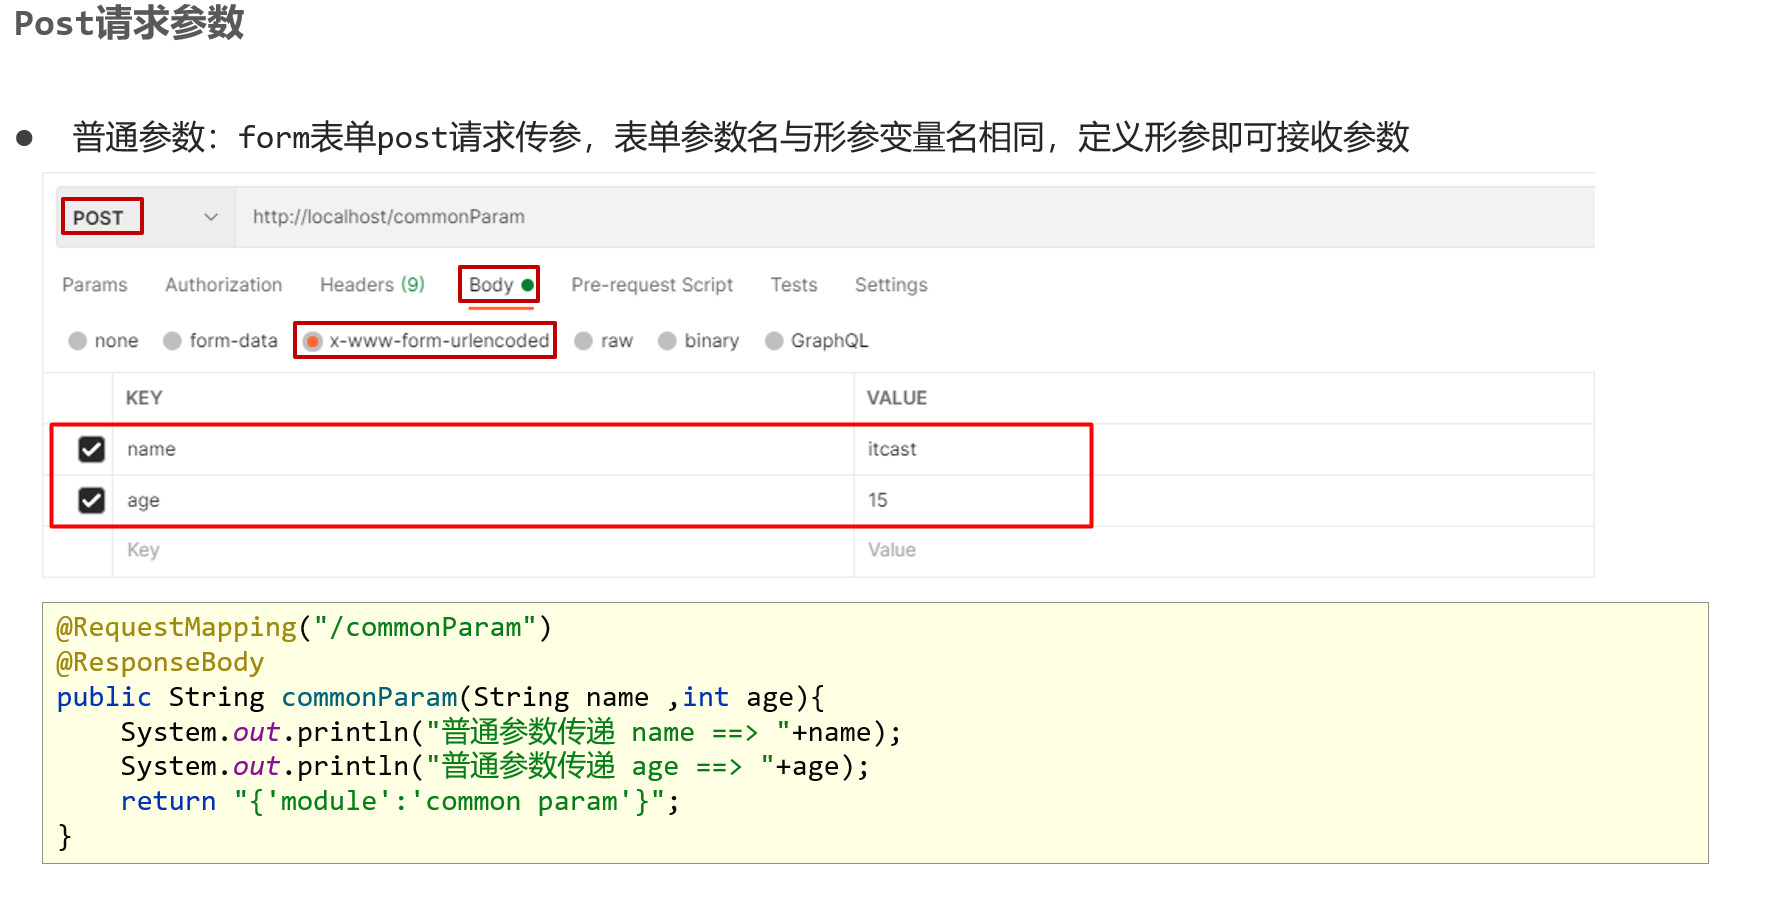 Post请求参数
● 普通参数：form表单post请求传参，表单参数名与形参变量名相同，定义形参即可接收参数
POST http://localhost/commonParam
Params Authorization Headers (9) Body Pre-request Script Tests Settings
none form-data x-www-form-urlencoded raw binary GraphQL
KEY VALUE
name itcast
age 15
Key Value
@RequestMapping("/commonParam")
@ResponseBody
public String commonParam(String name ,int age){
    System.out.println("普通参数传递 name ==> "+name);
    System.out.println("普通参数传递 age ==> "+age);
    return "{'module':'common param'}";
}